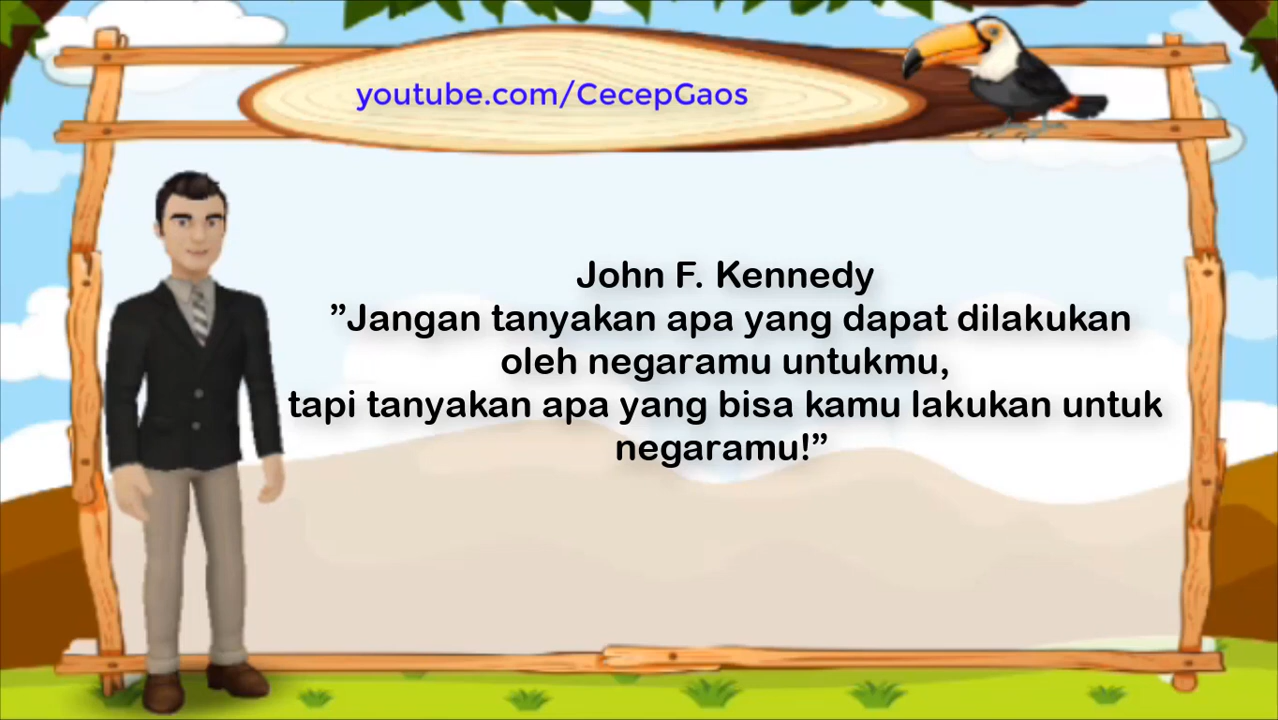 youtube.com/CecepGaos
John F. Kennedy
”Jangan tanyakan apa yang dapat dilakukan
oleh negaramu untukmu,
tapi tanyakan apa yang bisa kamu lakukan untuk
negaramu!”